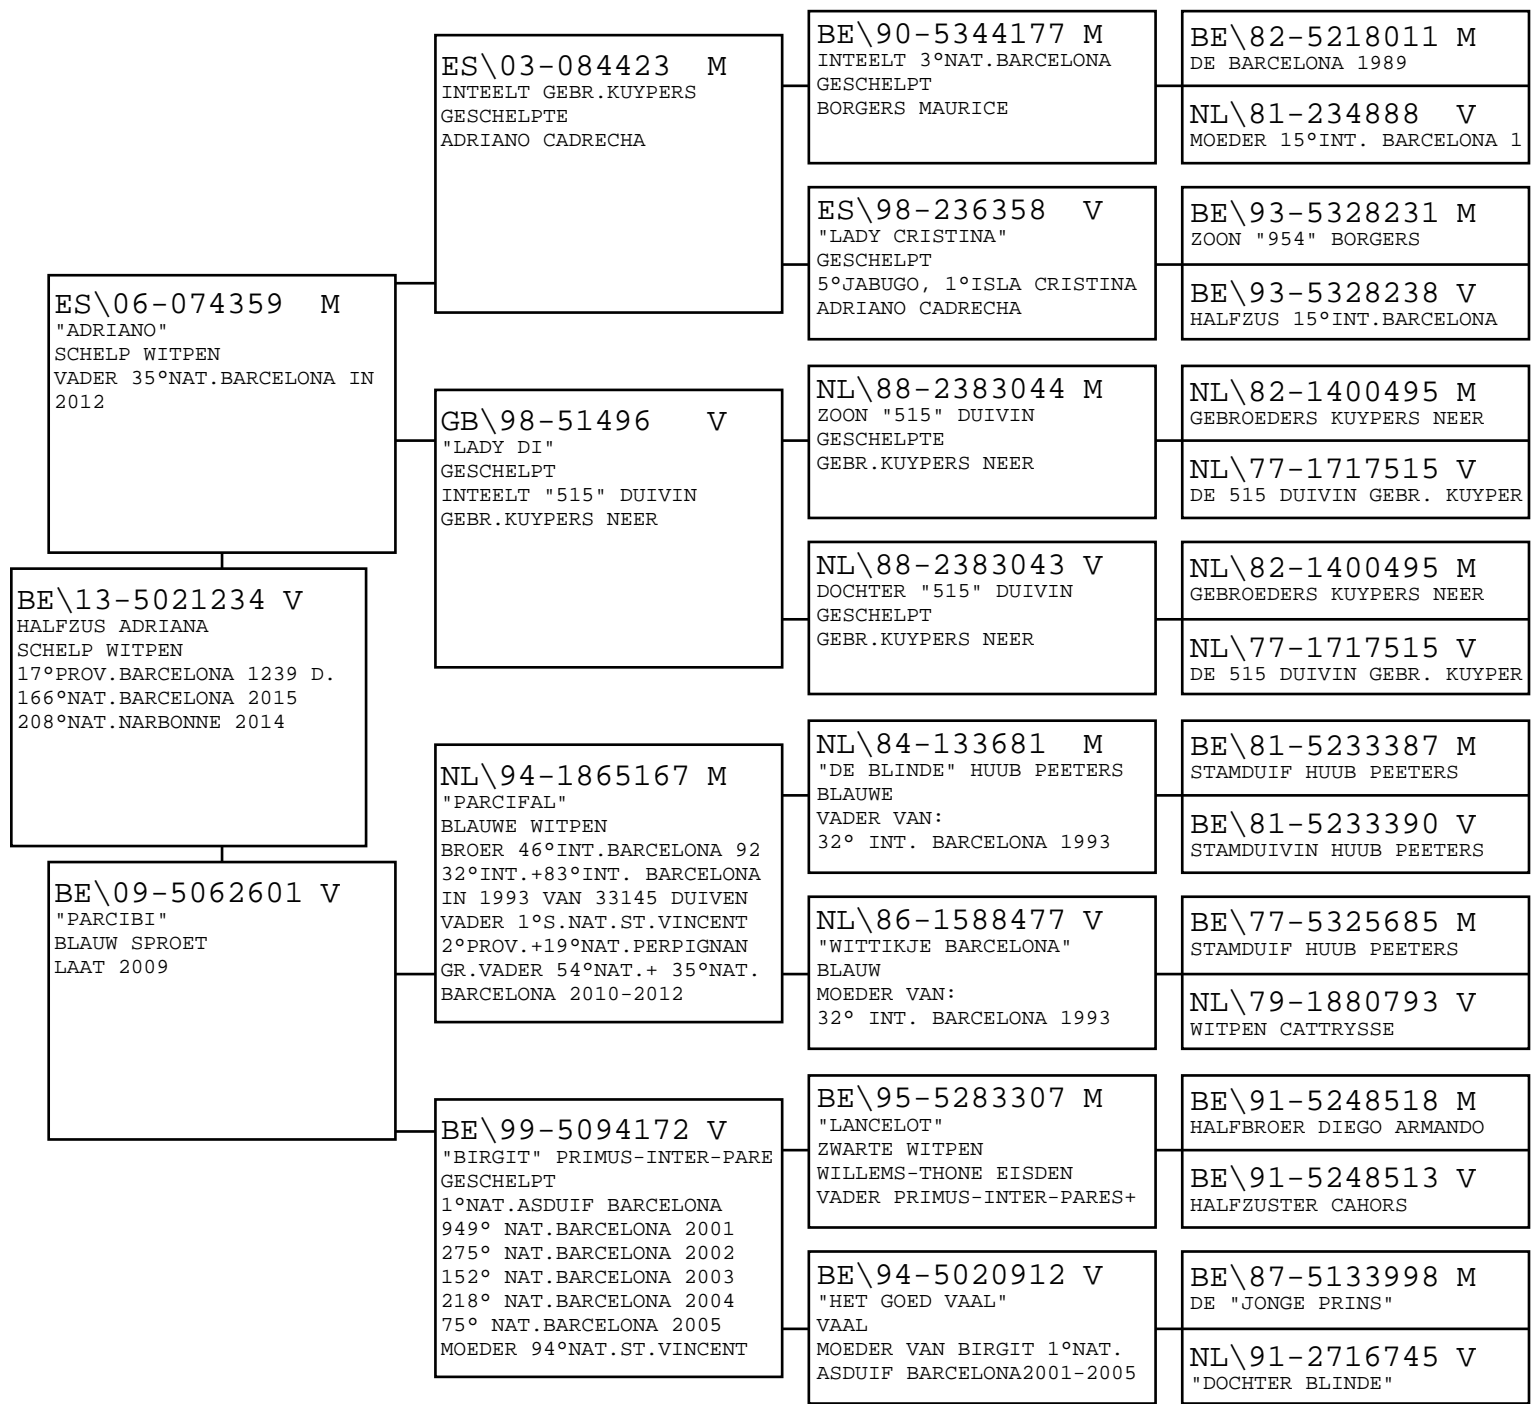 BE\13-5021234 V
HALFZUS ADRIANA
SCHELP WITPEN
17°PROV.BARCELONA 1239 D.
166°NAT.BARCELONA 2015
208°NAT.NARBONNE 2014
ES\06-074359 M
"ADRIANO"
SCHELP WITPEN
VADER 35°NAT.BARCELONA IN
2012
BE\09-5062601 V
"PARCIBI"
BLAUW SPROET
LAAT 2009
ES\03-084423 M
INTEELT GEBR.KUYPERS
GESCHELPTE
ADRIANO CADRECHA
GB\98-51496 V
"LADY DI"
GESCHELPT
INTEELT "515" DUIVIN
GEBR.KUYPERS NEER
NL\94-1865167 M
"PARCIFAL"
BLAUWE WITPEN
BROER 46°INT.BARCELONA 92
32°INT.+83°INT. BARCELONA
IN 1993 VAN 33145 DUIVEN
VADER 1°S.NAT.ST.VINCENT
2°PROV.+19°NAT.PERPIGNAN
GR.VADER 54°NAT.+ 35°NAT.
BARCELONA 2010-2012
BE\99-5094172 V
"BIRGIT" PRIMUS-INTER-PARE
GESCHELPT
1°NAT.ASDUIF BARCELONA
949° NAT.BARCELONA 2001
275° NAT.BARCELONA 2002
152° NAT.BARCELONA 2003
218° NAT.BARCELONA 2004
75° NAT.BARCELONA 2005
MOEDER 94°NAT.ST.VINCENT
BE\90-5344177 M
INTEELT 3°NAT.BARCELONA
GESCHELPT
BORGERS MAURICE
ES\98-236358 V
"LADY CRISTINA"
GESCHELPT
5°JABUGO, 1°ISLA CRISTINA
ADRIANO CADRECHA
NL\88-2383044 M
ZOON "515" DUIVIN
GESCHELPTE
GEBR.KUYPERS NEER
NL\88-2383043 V
DOCHTER "515" DUIVIN
GESCHELPT
GEBR.KUYPERS NEER
NL\84-133681 M
"DE BLINDE" HUUB PEETERS
BLAUWE
VADER VAN:
32° INT. BARCELONA 1993
NL\86-1588477 V
"WITTIKJE BARCELONA"
BLAUW
MOEDER VAN:
32° INT. BARCELONA 1993
BE\95-5283307 M
"LANCELOT"
ZWARTE WITPEN
WILLEMS-THONE EISDEN
VADER PRIMUS-INTER-PARES+
BE\94-5020912 V
"HET GOED VAAL"
VAAL
MOEDER VAN BIRGIT 1°NAT.
ASDUIF BARCELONA2001-2005
BE\82-5218011 M
DE BARCELONA 1989
NL\81-234888 V
MOEDER 15°INT. BARCELONA 1
BE\93-5328231 M
ZOON "954" BORGERS
BE\93-5328238 V
HALFZUS 15°INT.BARCELONA
NL\82-1400495 M
GEBROEDERS KUYPERS NEER
NL\77-1717515 V
DE 515 DUIVIN GEBR. KUYPER
NL\82-1400495 M
GEBROEDERS KUYPERS NEER
NL\77-1717515 V
DE 515 DUIVIN GEBR. KUYPER
BE\81-5233387 M
STAMDUIF HUUB PEETERS
BE\81-5233390 V
STAMDUIVIN HUUB PEETERS
BE\77-5325685 M
STAMDUIF HUUB PEETERS
NL\79-1880793 V
WITPEN CATTRYSSE
BE\91-5248518 M
HALFBROER DIEGO ARMANDO
BE\91-5248513 V
HALFZUSTER CAHORS
BE\87-5133998 M
DE "JONGE PRINS"
NL\91-2716745 V
"DOCHTER BLINDE"